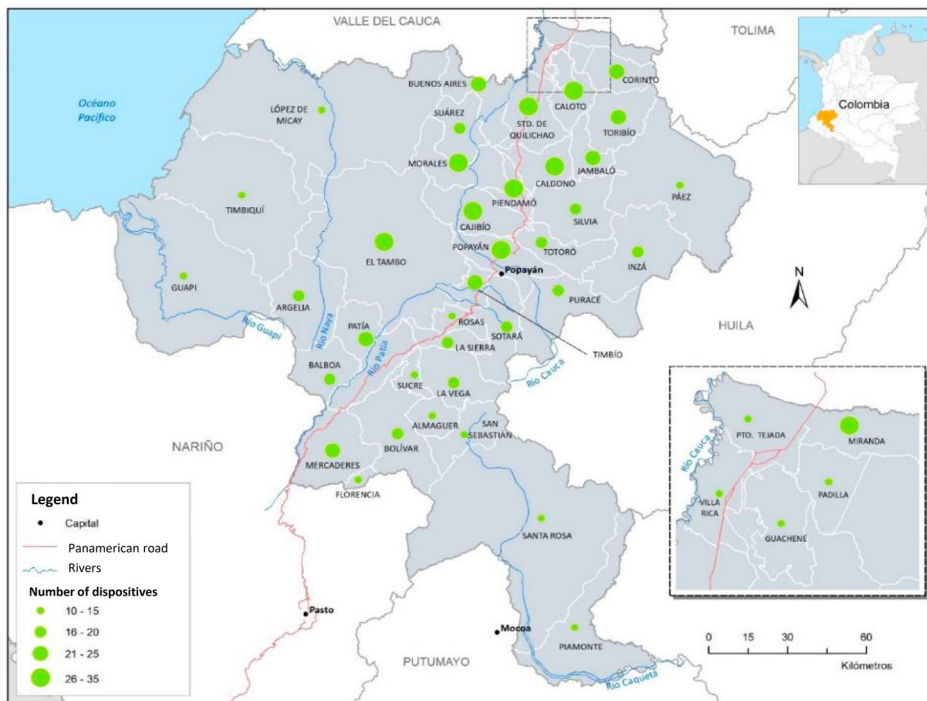 VALLE DEL CAUCA
TOLIMA
Océano
Pacífico
Colombia
BUENOS AIRES
CORINTO
LÓPEZ DE
MICAY
CALOTO
SUÁREZ
STD. DE
QUILICHAO
TORIBÍO
MORALES
JAMBALÓ
CALDONO
PÁEZ
TIMBIQUÍ
PIENDAMÓ
CAJIBÍO
SILVIA
EL TAMBO
POPAYÁN
TOTORÓ
INZÁ
Popayán
N
GUAPI
ARGELIA
PURACÉ
Río Guapi
Río Naya
PATÍA
ROSAS
SOTARÁ
HUILA
Río Patía
LA SIERRA
TIMBÍO
BALBOA
SUCRE
LA VEGA
Río Cauca
ALMAGUER
SAN
SEBASTIÁN
NARIÑO
BOLÍVAR
MERCADERES
FLORENCIA
SANTA ROSA
Río Cauca
PTO. TEJADA
MIRANDA
VILLA
RICA
PADILLA
GUACHENÉ
Legend
Capital
Panamerican road
Rivers
Number of dispositives
10 - 15
16 - 20
21 - 25
26 - 35
Pasto
Mocoa
PIAMONTE
PUTUMAYO
Río Caquetá
0 15 30 60
Kilómetros